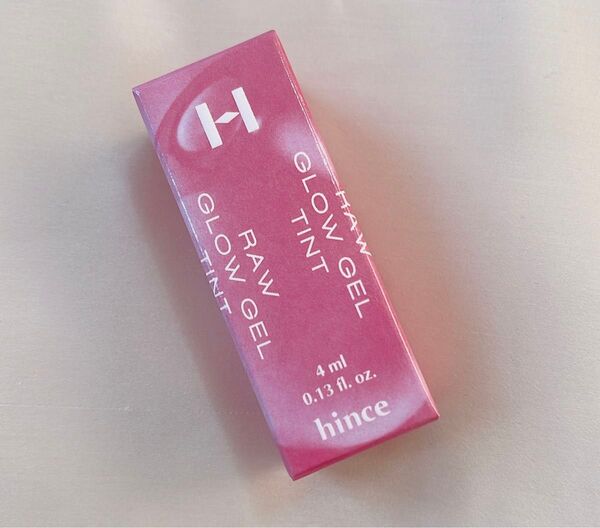 H
RAW
GLOW GEL
TINT
RAW
GLOW GEL
TINT
4 ml
0.13 fl. oz.
hince